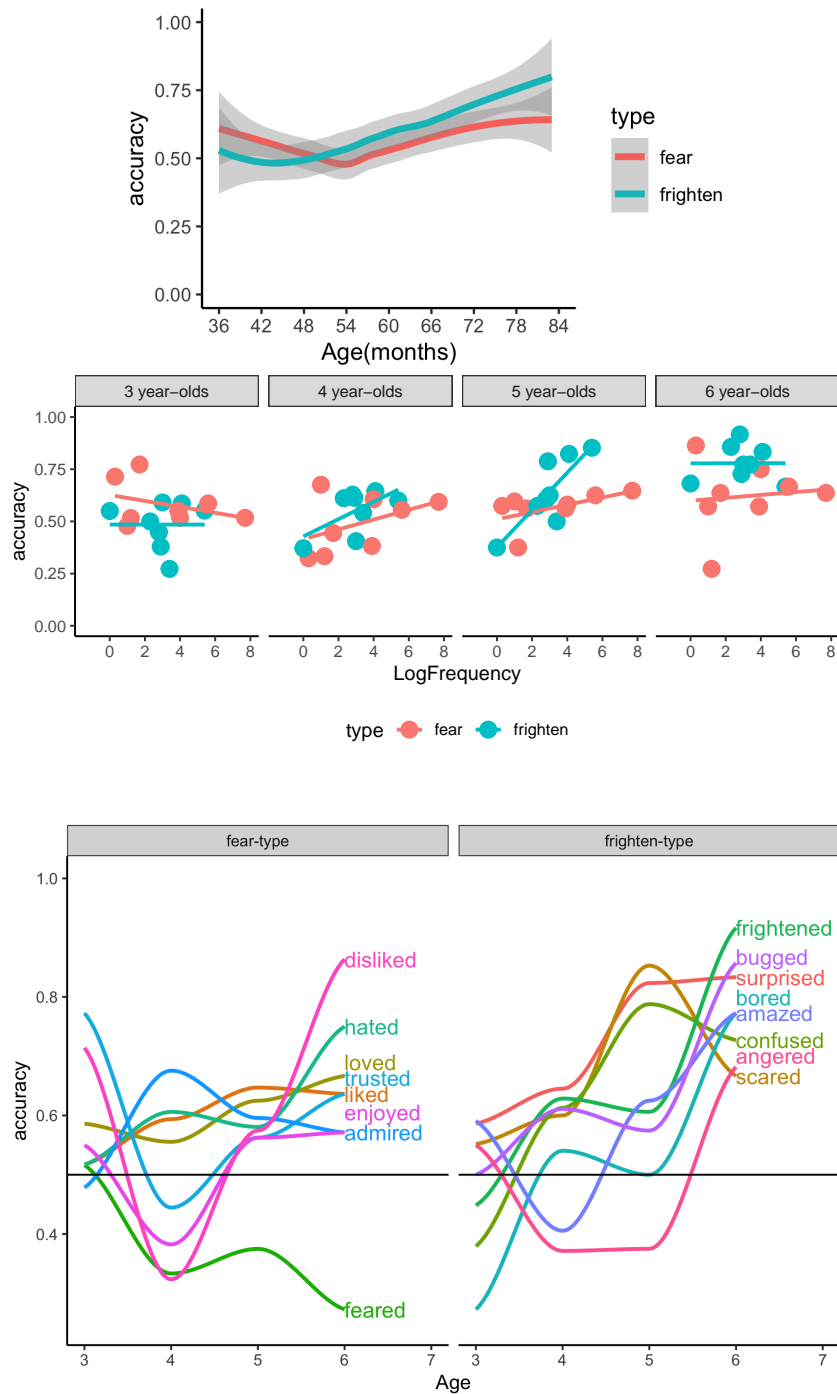 1.00
0.75
0.50
0.25
0.00
accuracy
36 42 48 54 60 66 72 78 84
Age(months)
type
fear
frighten
3 year−olds 4 year−olds 5 year−olds 6 year−olds
1.00
0.75
0.50
0.25
0.00
accuracy
0 2 4 6 8 0 2 4 6 8 0 2 4 6 8 0 2 4 6 8
LogFrequency
type fear frighten
fear-type frighten-type
1.0
0.8
0.6
0.4
accuracy
disliked
hated
loved
trusted
liked
enjoyed
admired
feared
frightened
bugged
surprised
bored
amazed
confused
angered
scared
3 4 5 6 7 3 4 5 6 7
Age